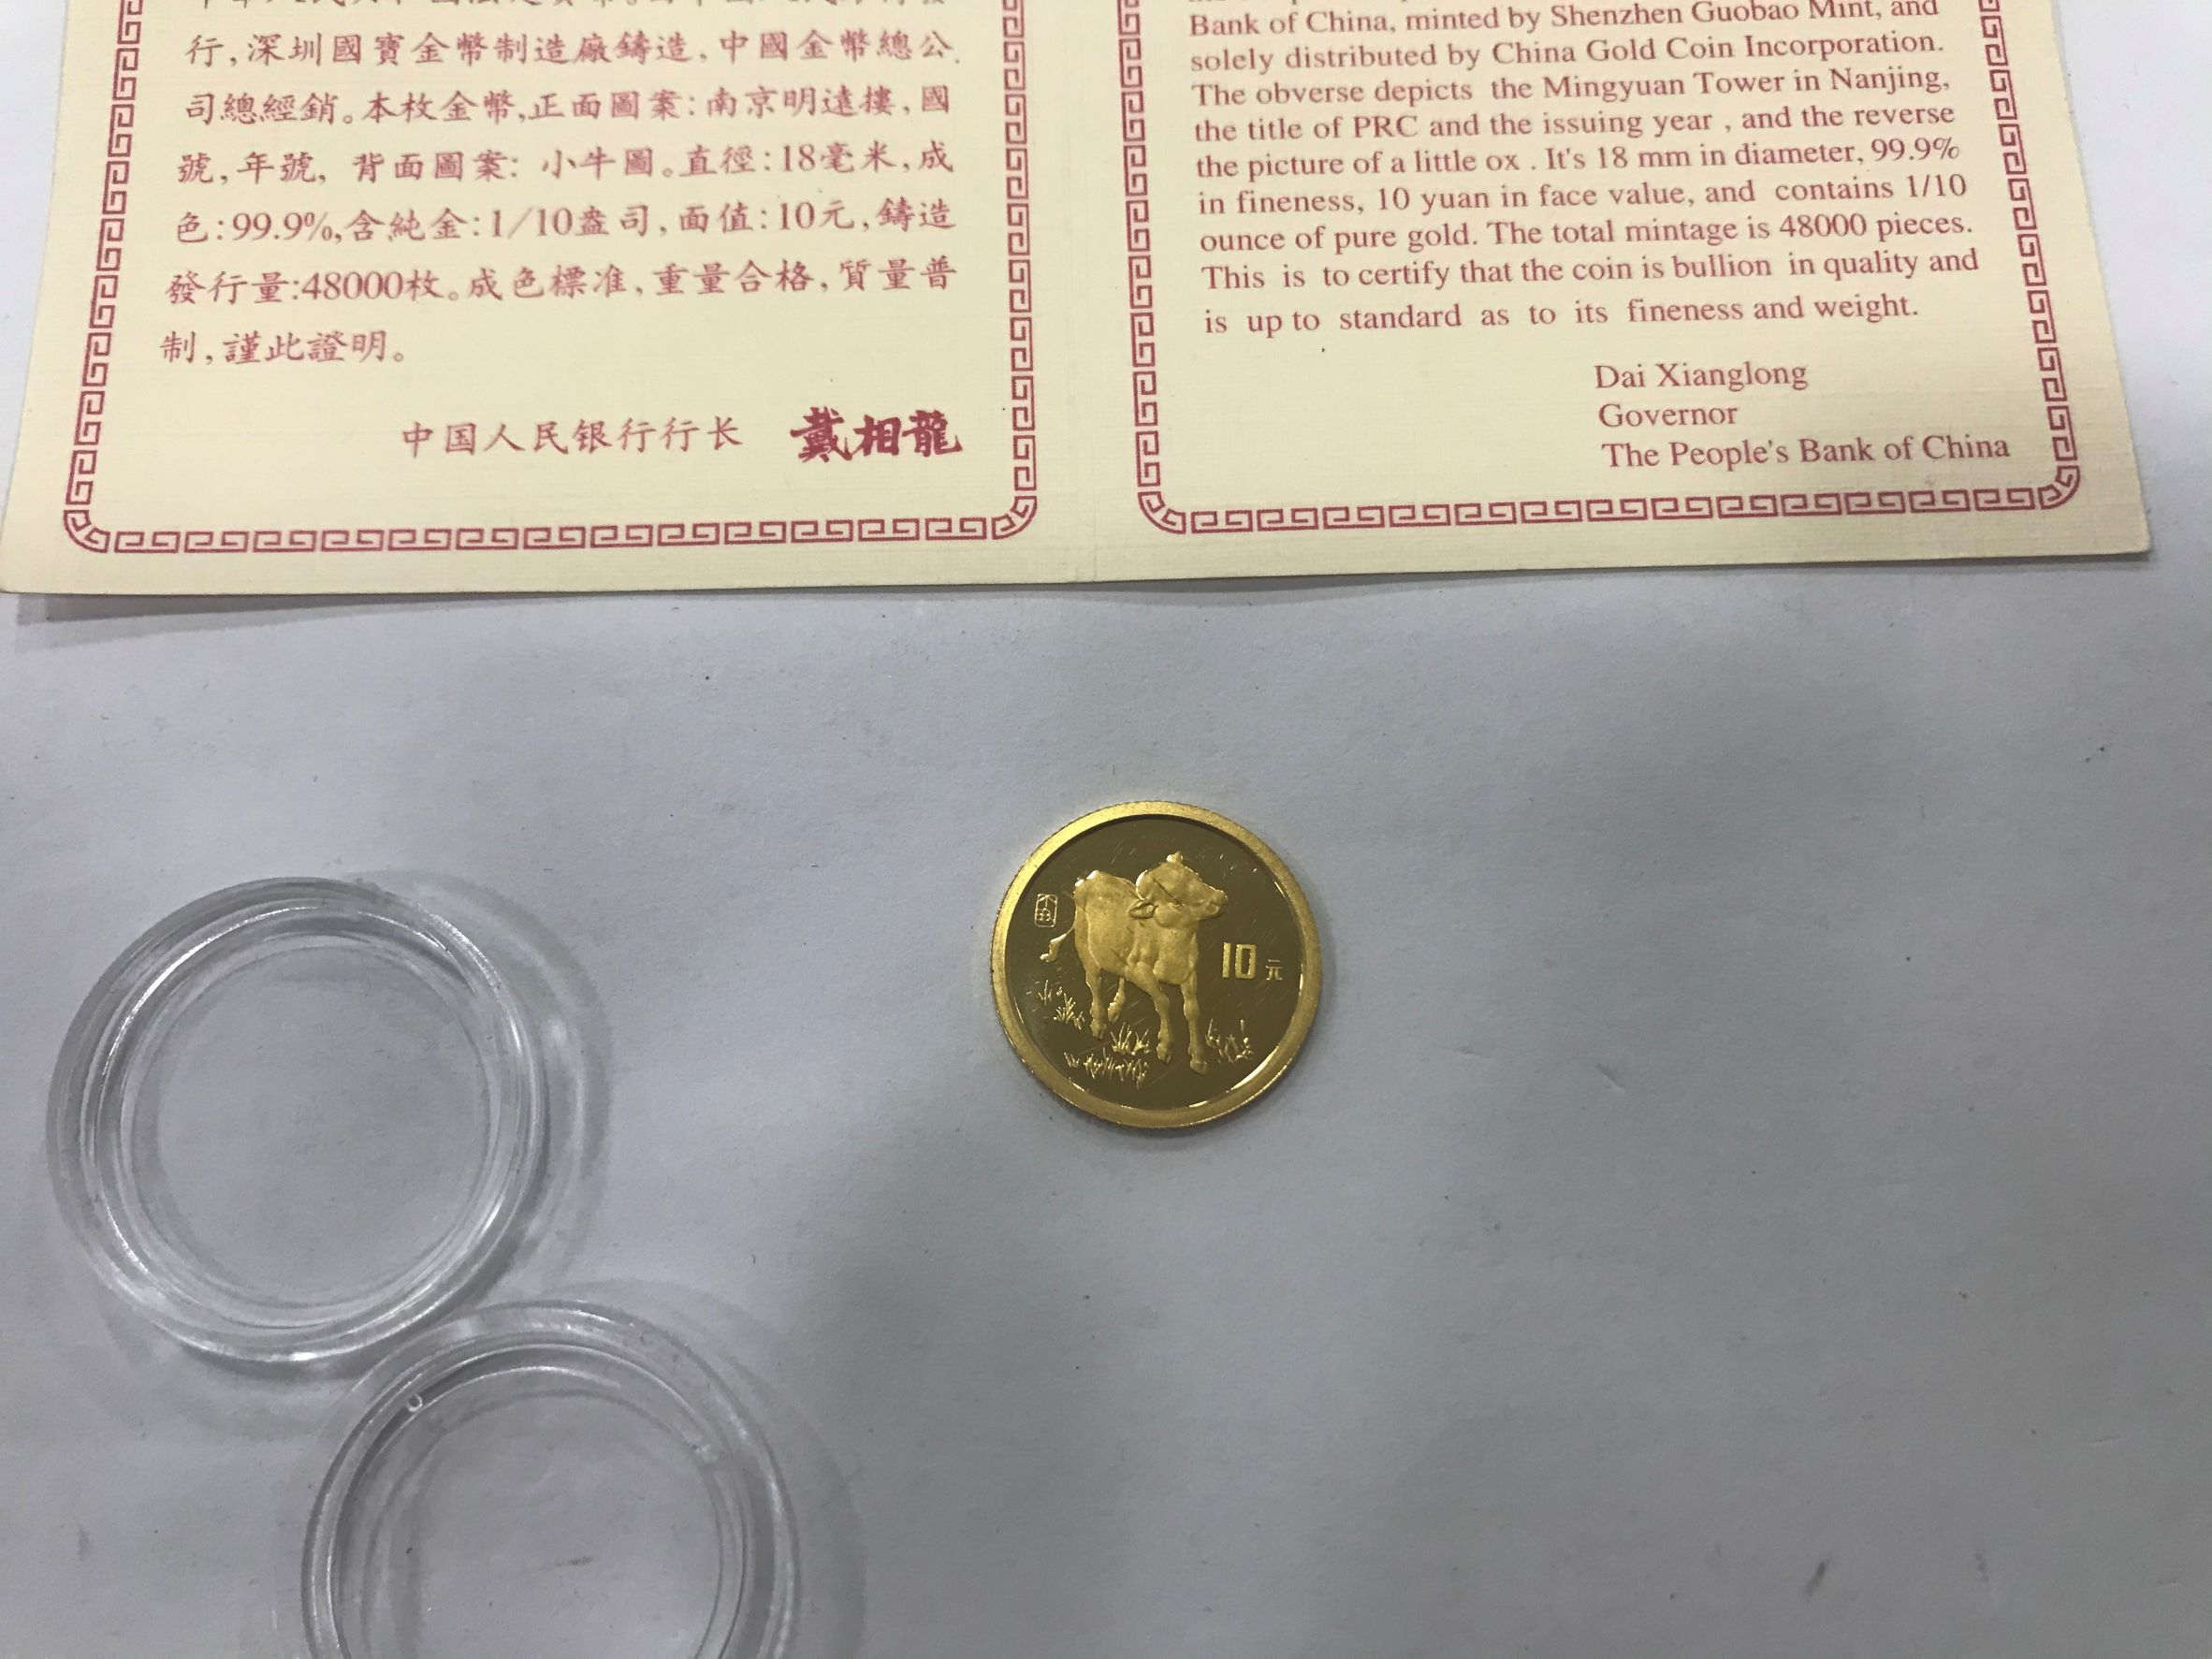 行,深圳國寶金幣制造廠鑄造,中國金幣總公
司總經銷。本枚金幣,正面圖案:南京明遠摟,國
號,年號,背面圖案:小牛圖。直徑:18毫米,成
色:99.9%,含純金:1/10盎司,面值:10元,鑄造
發行量:48000枚。成色標准,重量合格,質量普
制,謹此證明。
中国人民银行行长 戴相龍
Bank of China, minted by Shenzhen Guobao Mint, and
solely distributed by China Gold Coin Incorporation.
The obverse depicts the Mingyuan Tower in Nanjing,
the title of PRC and the issuing year , and the reverse
the picture of a little ox . It's 18 mm in diameter, 99.9%
in fineness, 10 yuan in face value, and contains 1/10
ounce of pure gold. The total mintage is 48000 pieces.
This is to certify that the coin is bullion in quality and
is up to standard as to its fineness and weight.
Dai Xianglong
Governor
The People's Bank of China
10元